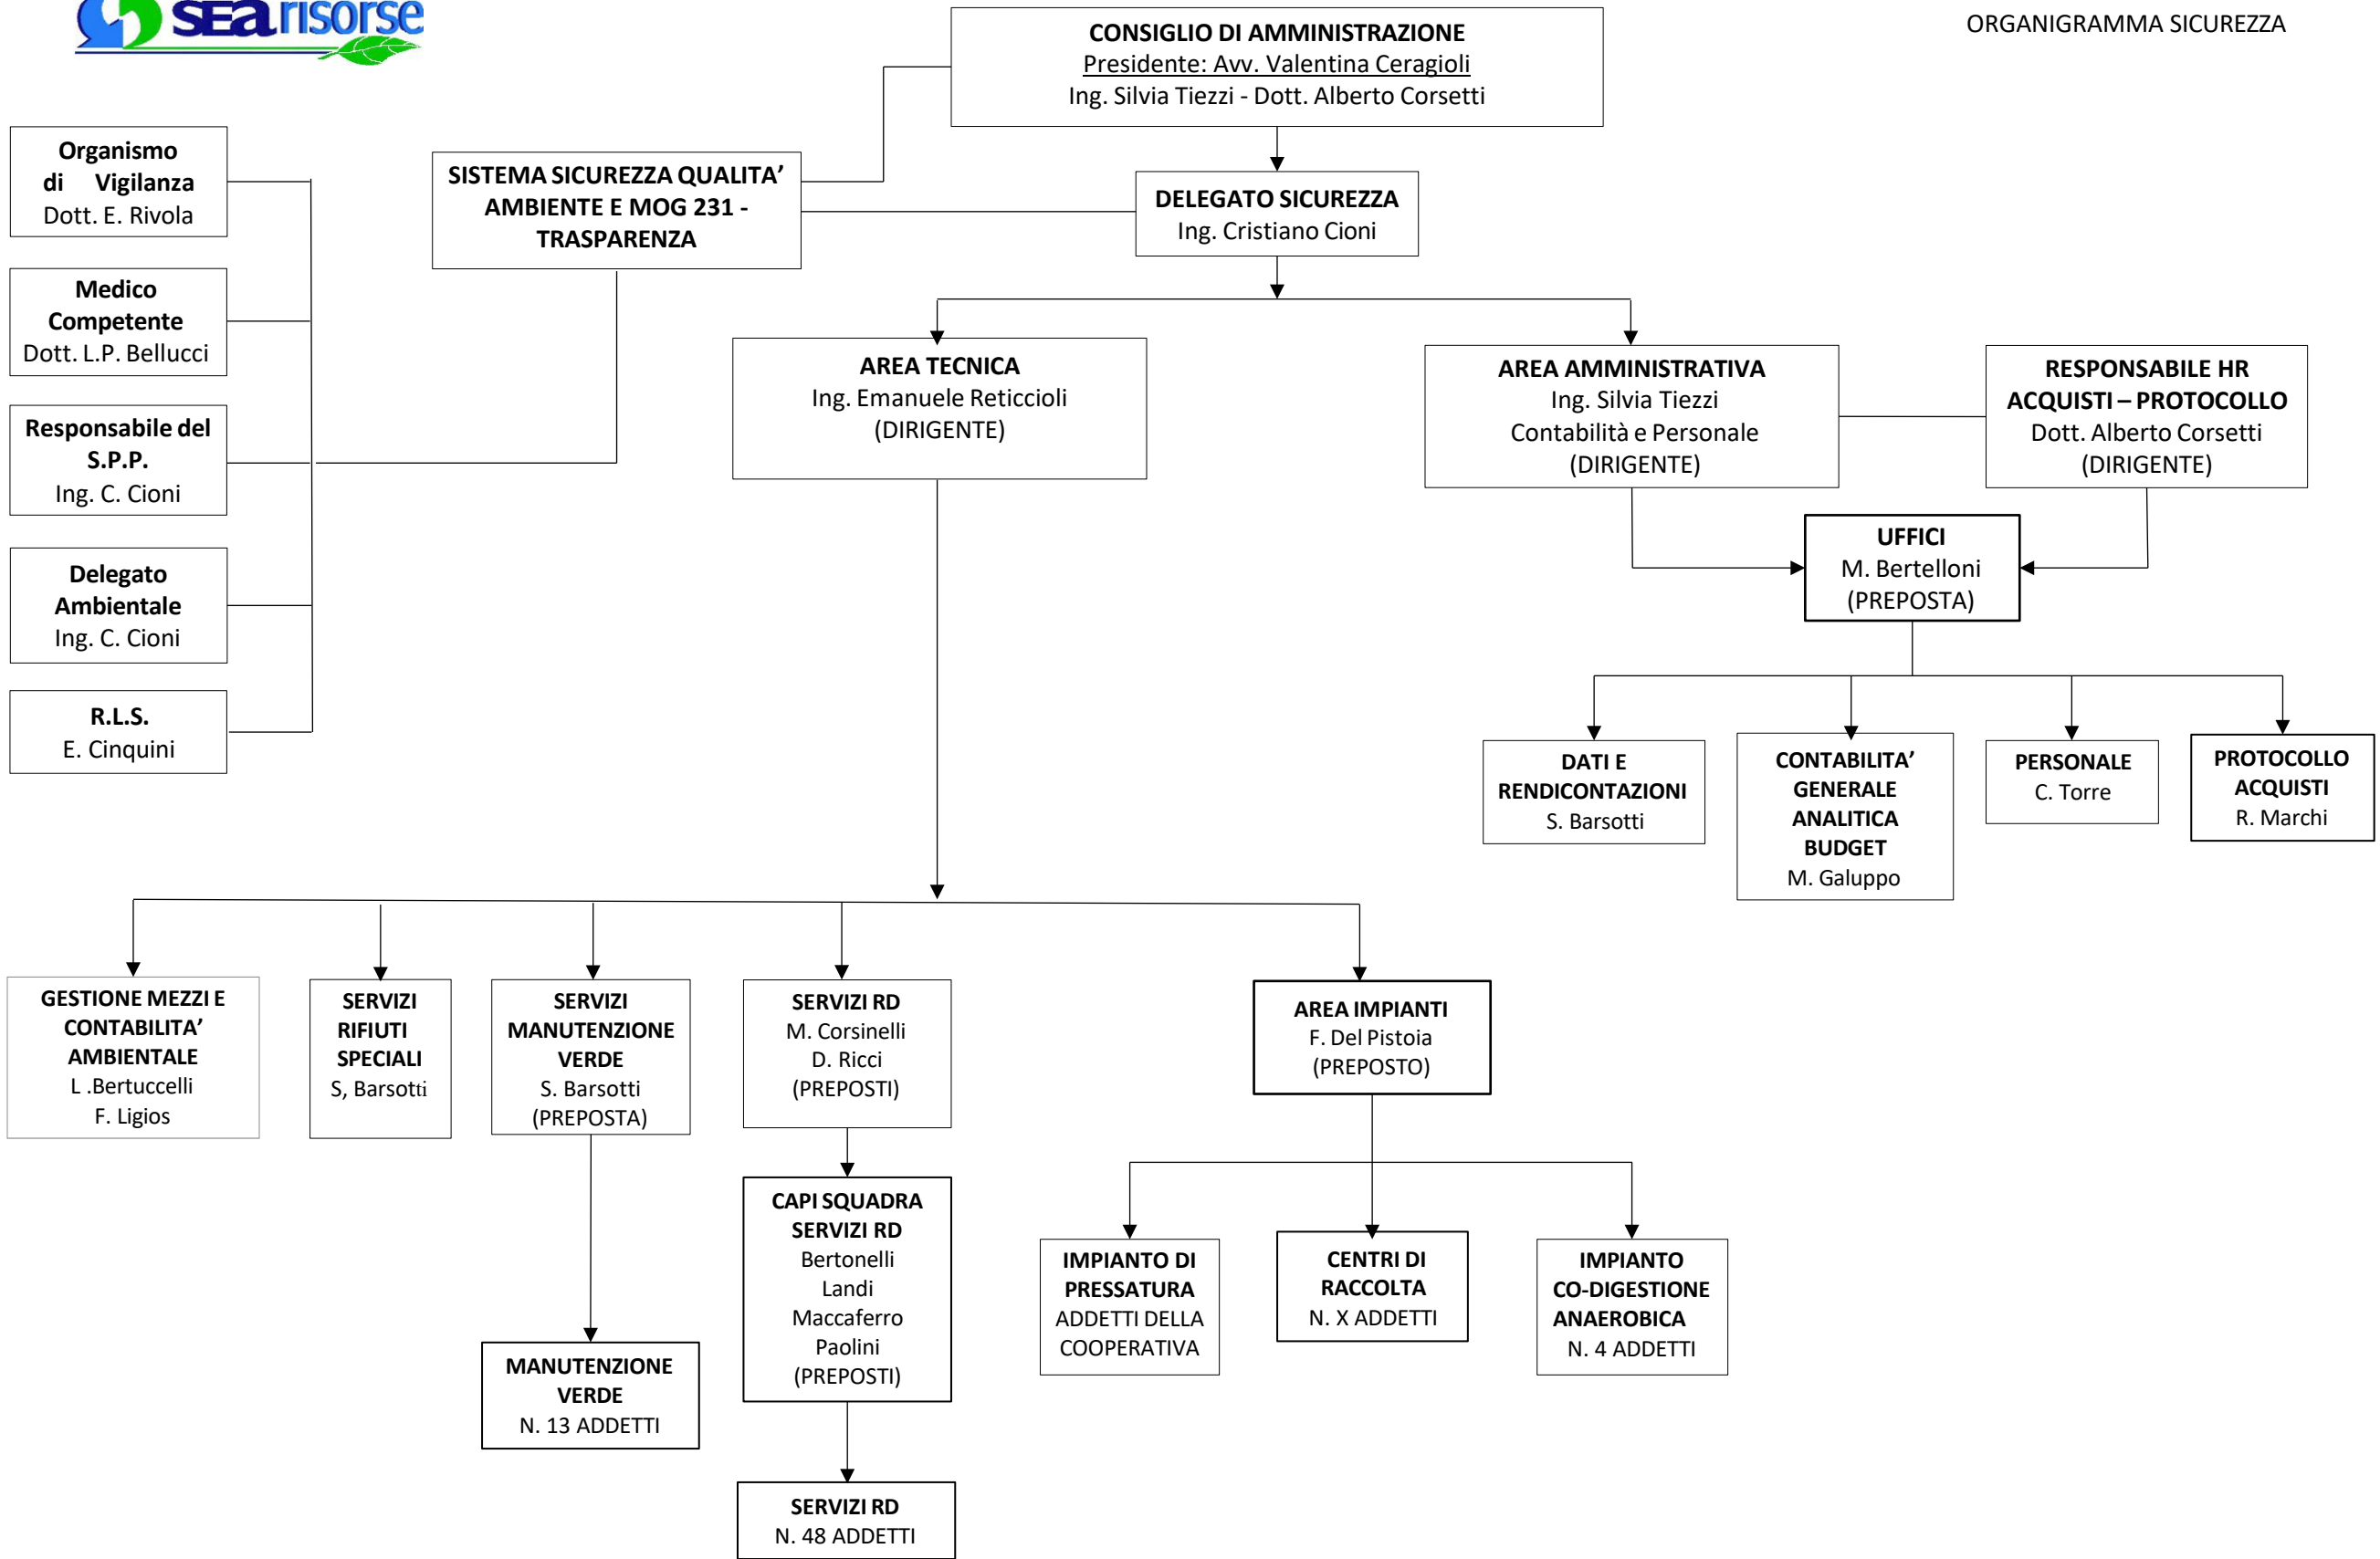 SEA risorse
ORGANIGRAMMA SICUREZZA
CONSIGLIO DI AMMINISTRAZIONE
Presidente: Avv. Valentina Ceragioli
Ing. Silvia Tiezzi - Dott. Alberto Corsetti
Organismo
di Vigilanza
Dott. E. Rivola
SISTEMA SICUREZZA QUALITA’
AMBIENTE E MOG 231 -
TRASPARENZA
DELEGATO SICUREZZA
Ing. Cristiano Cioni
Medico
Competente
Dott. L.P. Bellucci
Responsabile del
S.P.P.
Ing. C. Cioni
Delegato
Ambientale
Ing. C. Cioni
R.L.S.
E. Cinquini
AREA TECNICA
Ing. Emanuele Reticcioli
(DIRIGENTE)
AREA AMMINISTRATIVA
Ing. Silvia Tiezzi
Contabilità e Personale
(DIRIGENTE)
RESPONSABILE HR
ACQUISTI – PROTOCOLLO
Dott. Alberto Corsetti
(DIRIGENTE)
UFFICI
M. Bertelloni
(PREPOSTA)
DATI E
RENDICONTAZIONI
S. Barsotti
CONTABILITA’
GENERALE
ANALITICA
BUDGET
M. Galuppo
PERSONALE
C. Torre
PROTOCOLLO
ACQUISTI
R. Marchi
GESTIONE MEZZI E
CONTABILITA’
AMBIENTALE
L .Bertuccelli
F. Ligios
SERVIZI
RIFIUTI
SPECIALI
S, Barsotti
SERVIZI
MANUTENZIONE
VERDE
S. Barsotti
(PREPOSTA)
SERVIZI RD
M. Corsinelli
D. Ricci
(PREPOSTI)
AREA IMPIANTI
F. Del Pistoia
(PREPOSTO)
CAPI SQUADRA
SERVIZI RD
Bertonelli
Landi
Maccaferro
Paolini
(PREPOSTI)
IMPIANTO DI
PRESSATURA
ADDETTI DELLA
COOPERATIVA
CENTRI DI
RACCOLTA
N. X ADDETTI
IMPIANTO
CO-DIGESTIONE
ANAEROBICA
N. 4 ADDETTI
MANUTENZIONE
VERDE
N. 13 ADDETTI
SERVIZI RD
N. 48 ADDETTI